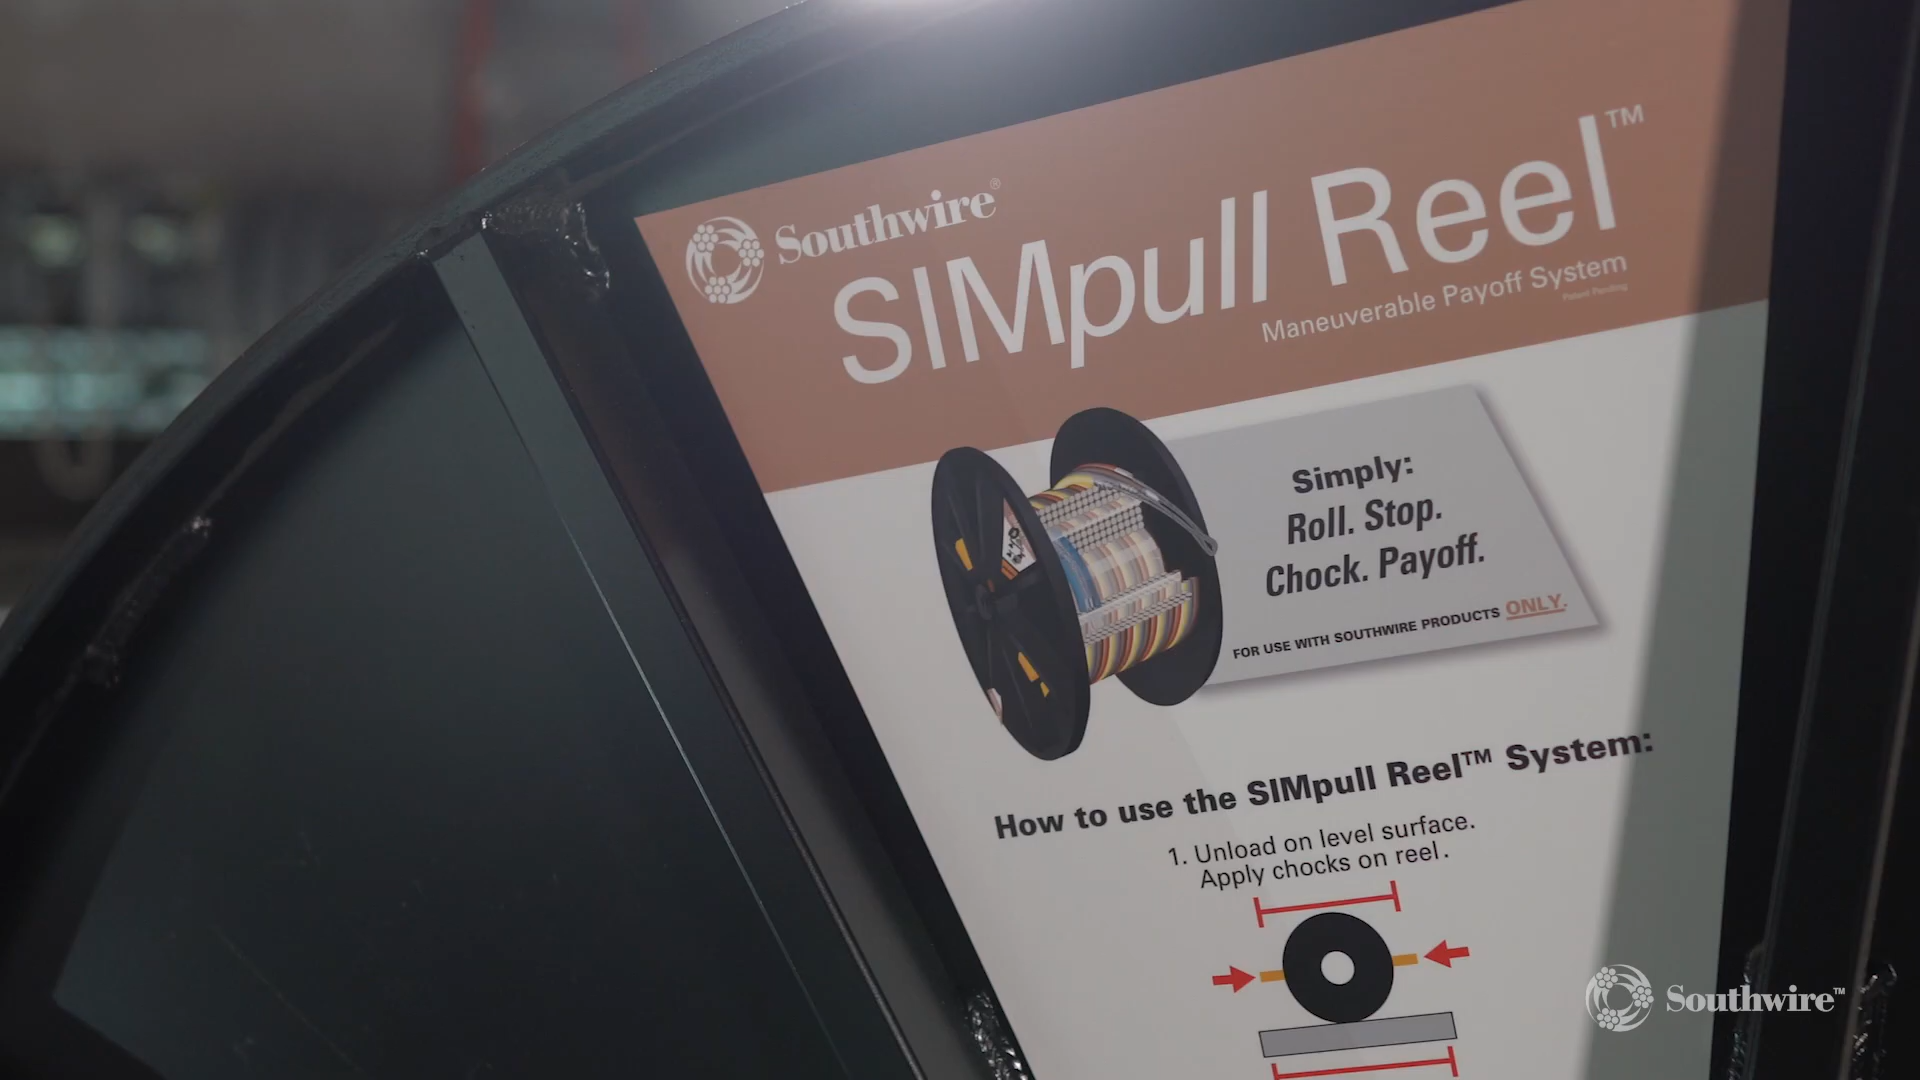 Southwire®
SIMpull Reel™
Maneuverable Payoff System
Patent Pending
Simply:
Roll. Stop.
Chock. Payoff.
FOR USE WITH SOUTHWIRE PRODUCTS ONLY.
How to use the SIMpull Reel™ System:
1. Unload on level surface.
Apply chocks on reel.
Southwire™